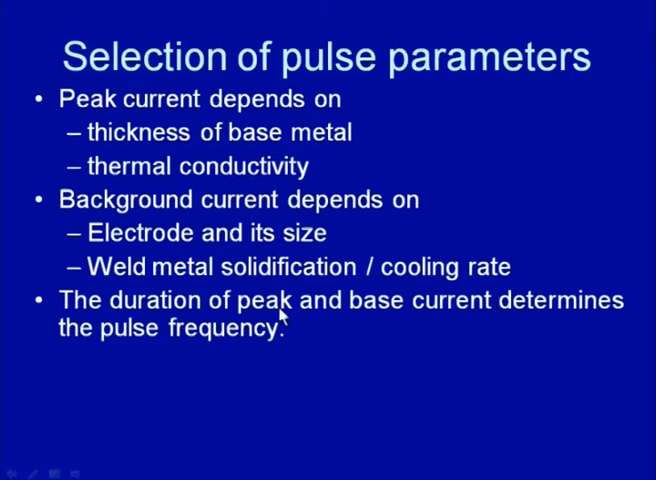 Selection of pulse parameters
• Peak current depends on
– thickness of base metal
– thermal conductivity
• Background current depends on
– Electrode and its size
– Weld metal solidification / cooling rate
• The duration of peak and base current determines
the pulse frequency.